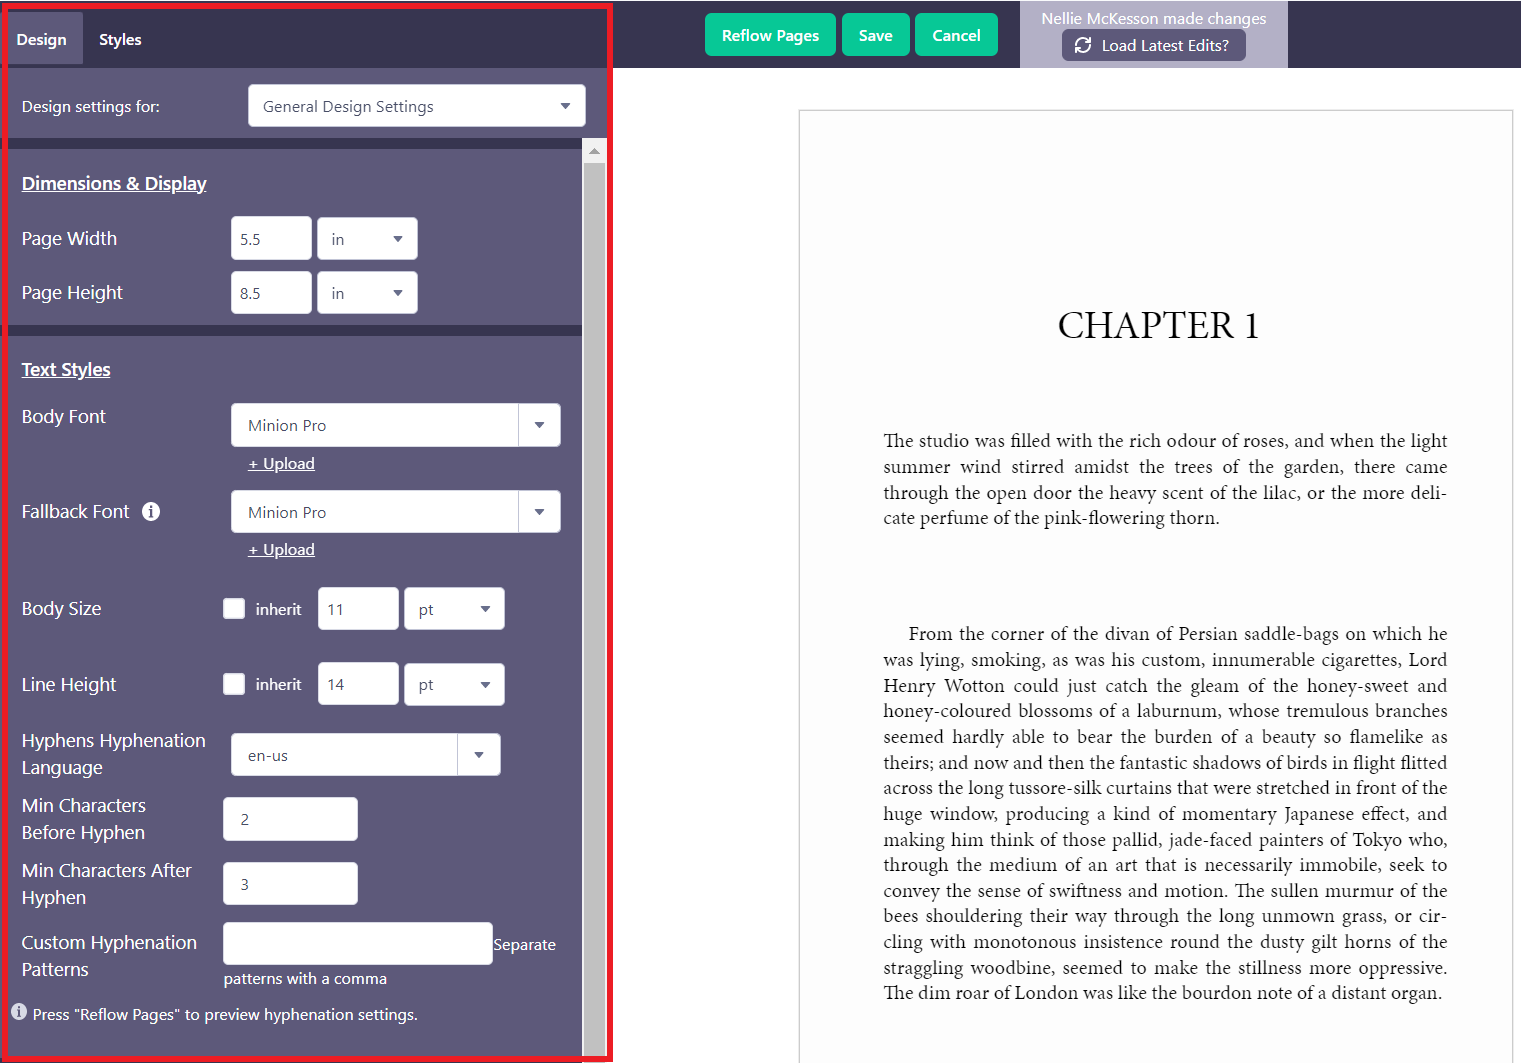 Design
Styles
Reflow Pages
Save
Cancel
Nellie McKesson made changes
Load Latest Edits?
Design settings for:
General Design Settings
Dimensions & Display
Page Width
5.5
in
Page Height
8.5
in
Text Styles
Body Font
Minion Pro
+ Upload
Fallback Font
Minion Pro
+ Upload
Body Size
inherit
11
pt
Line Height
inherit
14
pt
Hyphens Hyphenation
Language
en-us
Min Characters
Before Hyphen
2
Min Characters After
Hyphen
3
Custom Hyphenation
Patterns
Separate
patterns with a comma
Press "Reflow Pages" to preview hyphenation settings.
CHAPTER 1
The studio was filled with the rich odour of roses, and when the light
summer wind stirred amidst the trees of the garden, there came
through the open door the heavy scent of the lilac, or the more deli-
cate perfume of the pink-flowering thorn.
From the corner of the divan of Persian saddle-bags on which he
was lying, smoking, as was his custom, innumerable cigarettes, Lord
Henry Wotton could just catch the gleam of the honey-sweet and
honey-coloured blossoms of a laburnum, whose tremulous branches
seemed hardly able to bear the burden of a beauty so flamelike as
theirs; and now and then the fantastic shadows of birds in flight flitted
across the long tussore-silk curtains that were stretched in front of the
huge window, producing a kind of momentary Japanese effect, and
making him think of those pallid, jade-faced painters of Tokyo who,
through the medium of an art that is necessarily immobile, seek to
convey the sense of swiftness and motion. The sullen murmur of the
bees shouldering their way through the long unmown grass, or cir-
cling with monotonous insistence round the dusty gilt horns of the
straggling woodbine, seemed to make the stillness more oppressive.
The dim roar of London was like the bourdon note of a distant organ.